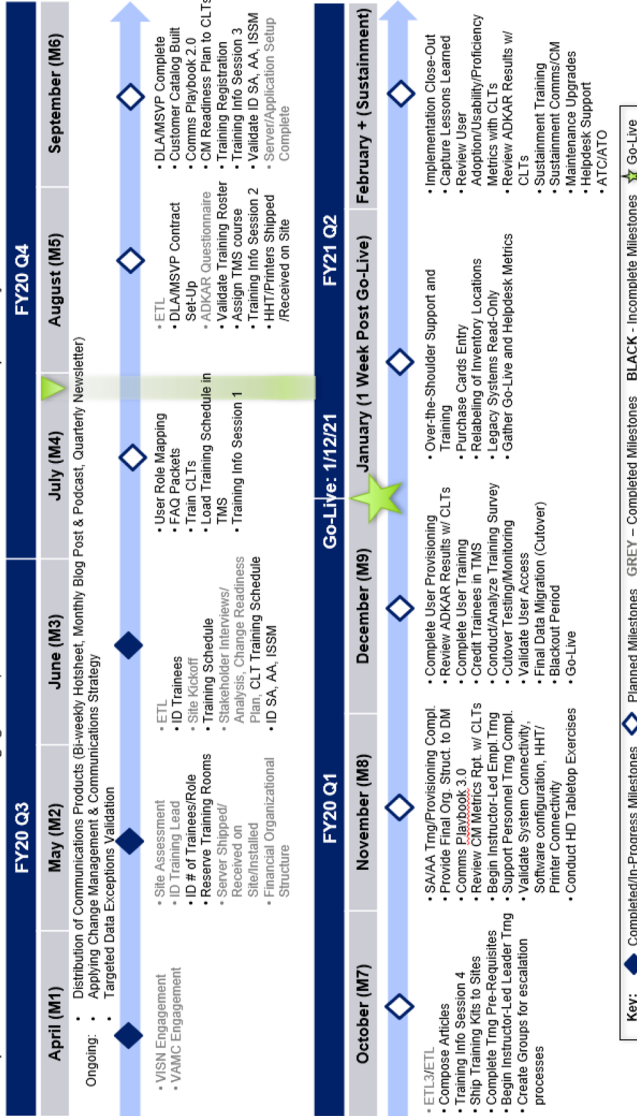 FY20 Q3
FY20 Q4
April (M1)
May (M2)
June (M3)
July (M4)
August (M5)
September (M6)
Ongoing:
• Distribution of Communications Products (Bi-weekly Hotsheet, Monthly Blog Post & Podcast, Quarterly Newsletter)
• Applying Change Management & Communications Strategy
• Targeted Data Exceptions Validation
• VISN Engagement
• VAMC Engagement
• Site Assessment
• ID Training Lead
• ID # of Trainees/Role
• Reserve Training Rooms
• Server Shipped/
Received on
Site/Installed
• Financial Organizational
Structure
• ETL
• ID Trainees
• Site Kickoff
• Training Schedule
• Stakeholder Interviews/
Analysis, Change Readiness
Plan, CLT Training Schedule
• ID SA, AA, ISSM
• User Role Mapping
• FAQ Packets
• Train CLTs
• Load Training Schedule in
TMS
• Training Info Session 1
• ETL
• DLA/MSVP Contract
Set-Up
• ADKAR Questionnaire
• Validate Training Roster
• Assign TMS course
• Training Info Session 2
• HHT/Printers Shipped
/Received on Site
• DLA/MSVP Complete
• Customer Catalog Built
• Comms Playbook 2.0
• CM Readiness Plan to CLTs
• Training Registration
• Training Info Session 3
• Validate ID SA, AA, ISSM
• Server/Application Setup
Complete
FY20 Q1
Go-Live: 1/12/21
FY21 Q2
October (M7)
November (M8)
December (M9)
January (1 Week Post Go-Live)
February + (Sustainment)
• ETL3/ETL
• Compose Articles
• Training Info Session 4
• Ship Training Kits to Sites
• Complete Trng Pre-Requisites
• Begin Instructor-Led Leader Trng
• Create Groups for escalation
processes
• SA/AA Trng/Provisioning Compl.
• Provide Final Org. Struct. to DM
• Comms Playbook 3.0
• Review CM Metrics Rpt. w/ CLTs
• Begin Instructor-Led Empl.Trng
• Support Personnel Trng Compl.
• Validate System Connectivity,
Software configuration, HHT/
Printer Connectivity
• Conduct HD Tabletop Exercises
• Complete User Provisioning
• Review ADKAR Results w/ CLTs
• Complete User Training
• Credit Trainees in TMS
• Conduct/Analyze Training Survey
• Cutover Testing/Monitoring
• Validate User Access
• Final Data Migration (Cutover)
• Blackout Period
• Go-Live
• Over-the-Shoulder Support and
Training
• Purchase Cards Entry
• Relabeling of Inventory Locations
• Legacy Systems Read-Only
• Gather Go-Live and Helpdesk Metrics
• Implementation Close-Out
• Capture Lessons Learned
• Review User
Adoption/Usability/Proficiency
Metrics with CLTs
• Review ADKAR Results w/
CLTs
• Sustainment Training
• Sustainment Comms/CM
• Maintenance Upgrades
• Helpdesk Support
• ATC/ATO
Key:
Completed/In-Progress Milestones
Planned Milestones
GREY – Completed Milestones
BLACK - Incomplete Milestones
Go-Live